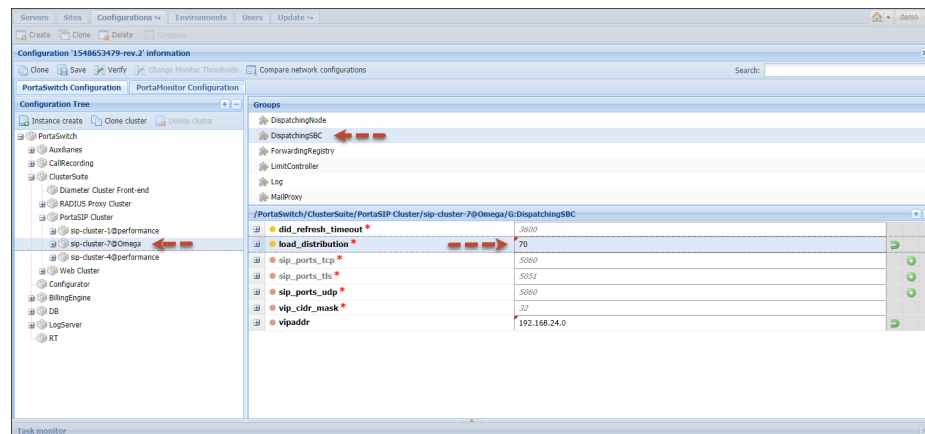 Servers Sites Configurations Environments Users Update demo
Create Clone Delete Compare
Configuration '1548653479-rev.2' information
Clone Save Verify Change Monitor Thresholds Compare network configurations Search:
PortaSwitch Configuration PortaMonitor Configuration
Configuration Tree
Instance create Clone cluster Delete cluster
PortaSwitch
Auxiliaries
CallRecording
ClusterSuite
Diameter Cluster Front-end
RADIUS Proxy Cluster
PortaSIP Cluster
sip-cluster-1@performance
sip-cluster-7@Omega
sip-cluster-4@performance
Web Cluster
Configurator
BillingEngine
DB
LogServer
RT
Groups
DispatchingNode
DispatchingSBC
ForwardingRegistry
LimitController
Log
MailProxy
/PortaSwitch/ClusterSuite/PortaSIP Cluster/sip-cluster-7@Omega/G:DispatchingSBC
did_refresh_timeout * 3600
load_distribution * 70
sip_ports_tcp * 5060
sip_ports_tls * 5051
sip_ports_udp * 5060
vip_cidr_mask * 32
vipaddr 192.168.24.0
Task monitor